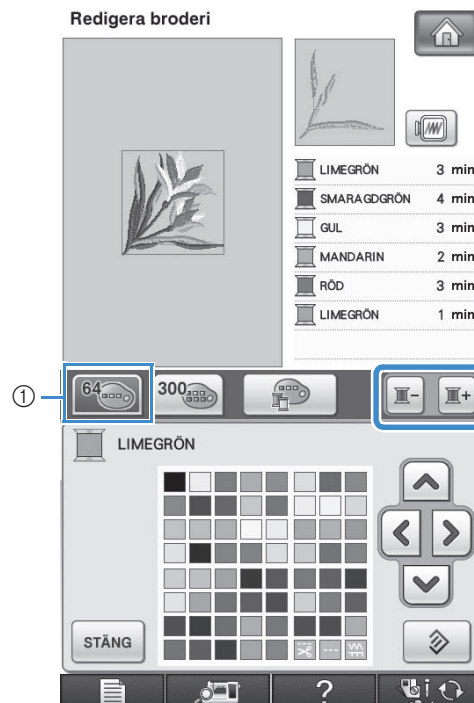 Redigera broderi
LIMEGRÖN 3 min
SMARAGDGRÖN 4 min
GUL 3 min
MANDARIN 2 min
RÖD 3 min
LIMEGRÖN 1 min
① 64 300
LIMEGRÖN
STÄNG